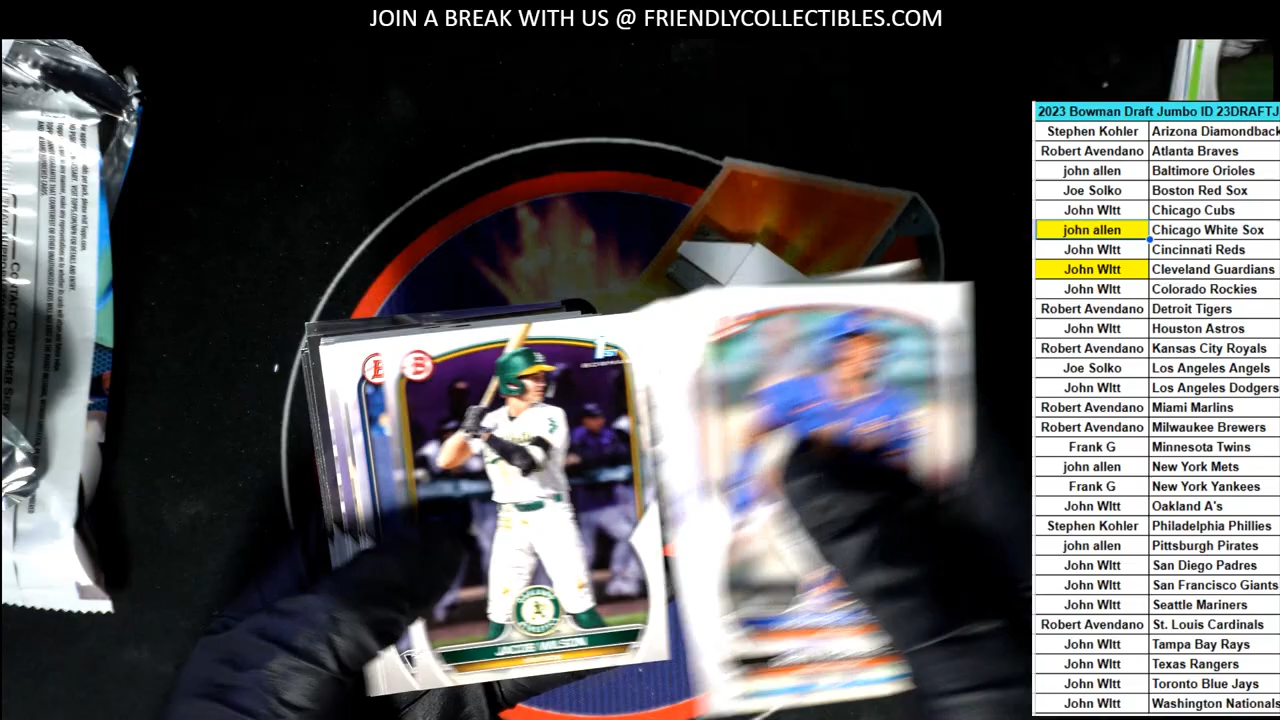 JOIN A BREAK WITH US @ FRIENDLYCOLLECTIBLES.COM
2023 Bowman Draft Jumbo ID 23DRAFTJ
Stephen Kohler Arizona Diamondback
Robert Avendano Atlanta Braves
john allen Baltimore Orioles
Joe Solko Boston Red Sox
John WItt Chicago Cubs
john allen Chicago White Sox
John WItt Cincinnati Reds
John WItt Cleveland Guardians
John WItt Colorado Rockies
Robert Avendano Detroit Tigers
John WItt Houston Astros
Robert Avendano Kansas City Royals
Joe Solko Los Angeles Angels
John WItt Los Angeles Dodgers
Robert Avendano Miami Marlins
Robert Avendano Milwaukee Brewers
Frank G Minnesota Twins
john allen New York Mets
Frank G New York Yankees
John WItt Oakland A's
Stephen Kohler Philadelphia Phillies
john allen Pittsburgh Pirates
John WItt San Diego Padres
John WItt San Francisco Giants
John WItt Seattle Mariners
Robert Avendano St. Louis Cardinals
John WItt Tampa Bay Rays
John WItt Texas Rangers
John WItt Toronto Blue Jays
John WItt Washington Nationals
B
B
1st
JACOB WILSON
CONTACT CUSTOMER SERV